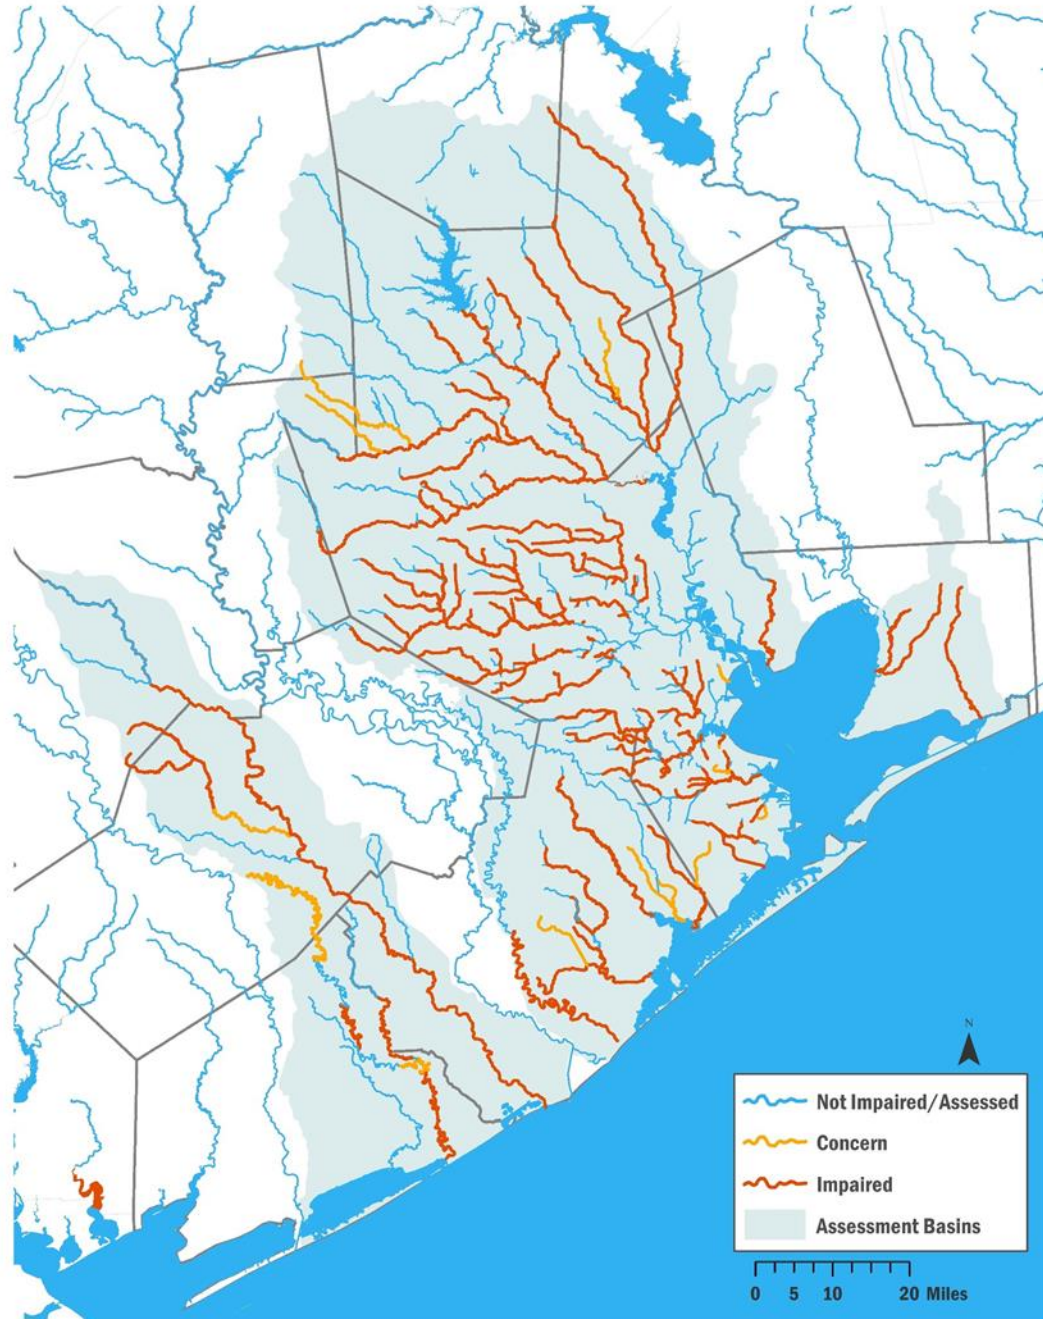 N
Not Impaired/Assessed
Concern
Impaired
Assessment Basins
0 5 10 20 Miles